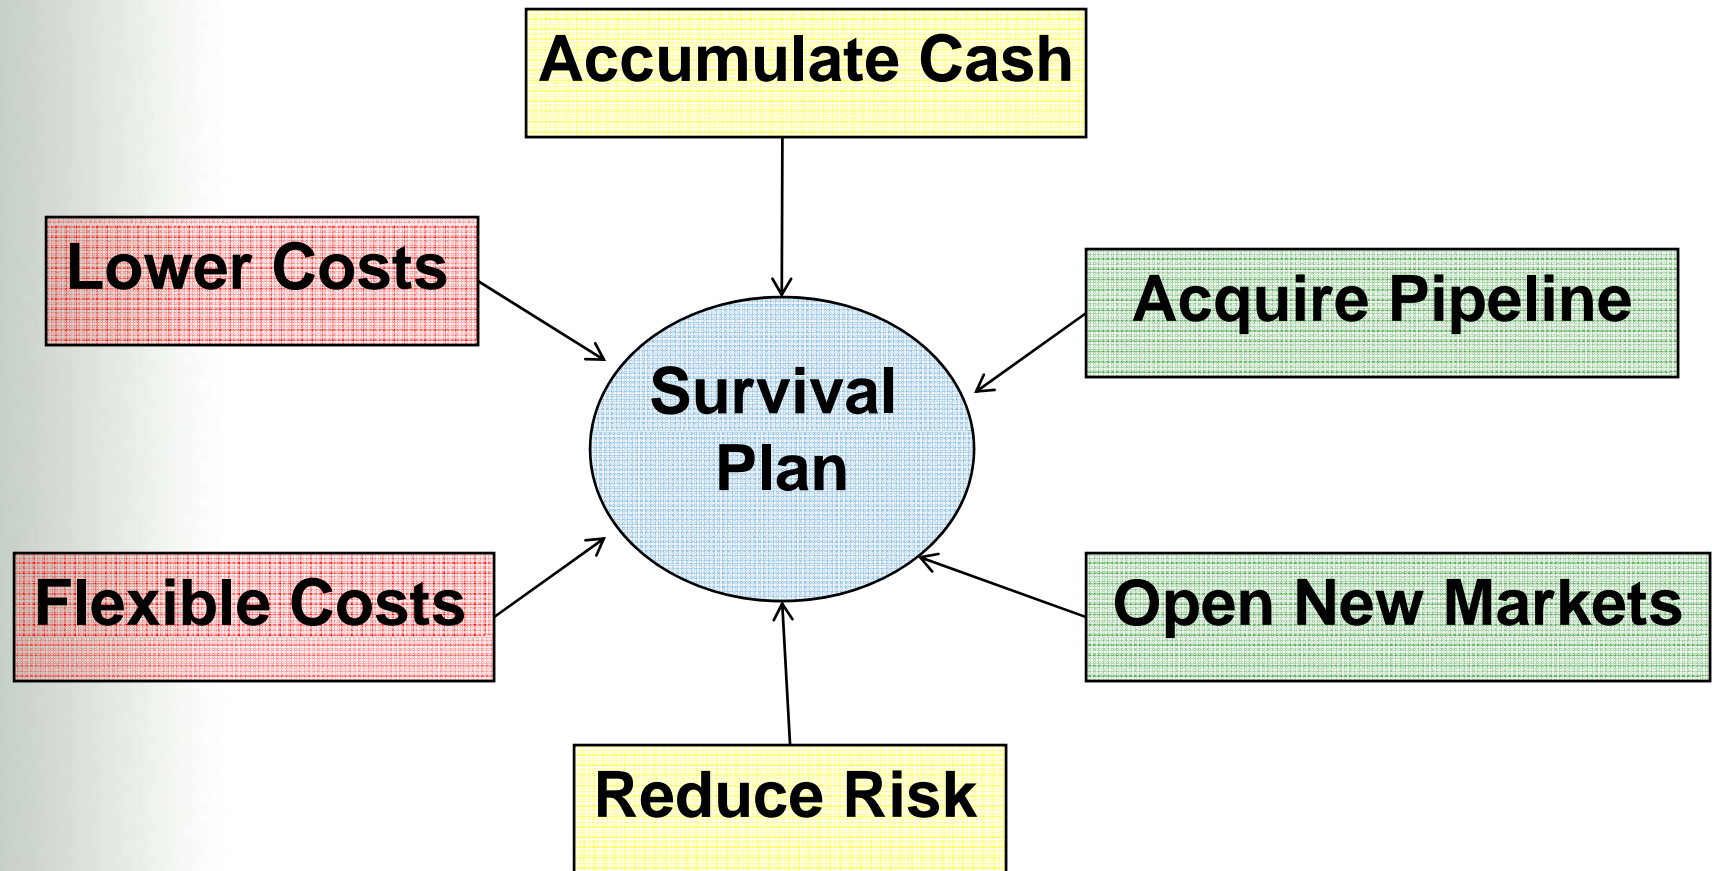 Accumulate Cash
Lower Costs
Acquire Pipeline
Survival
Plan
Flexible Costs
Open New Markets
Reduce Risk